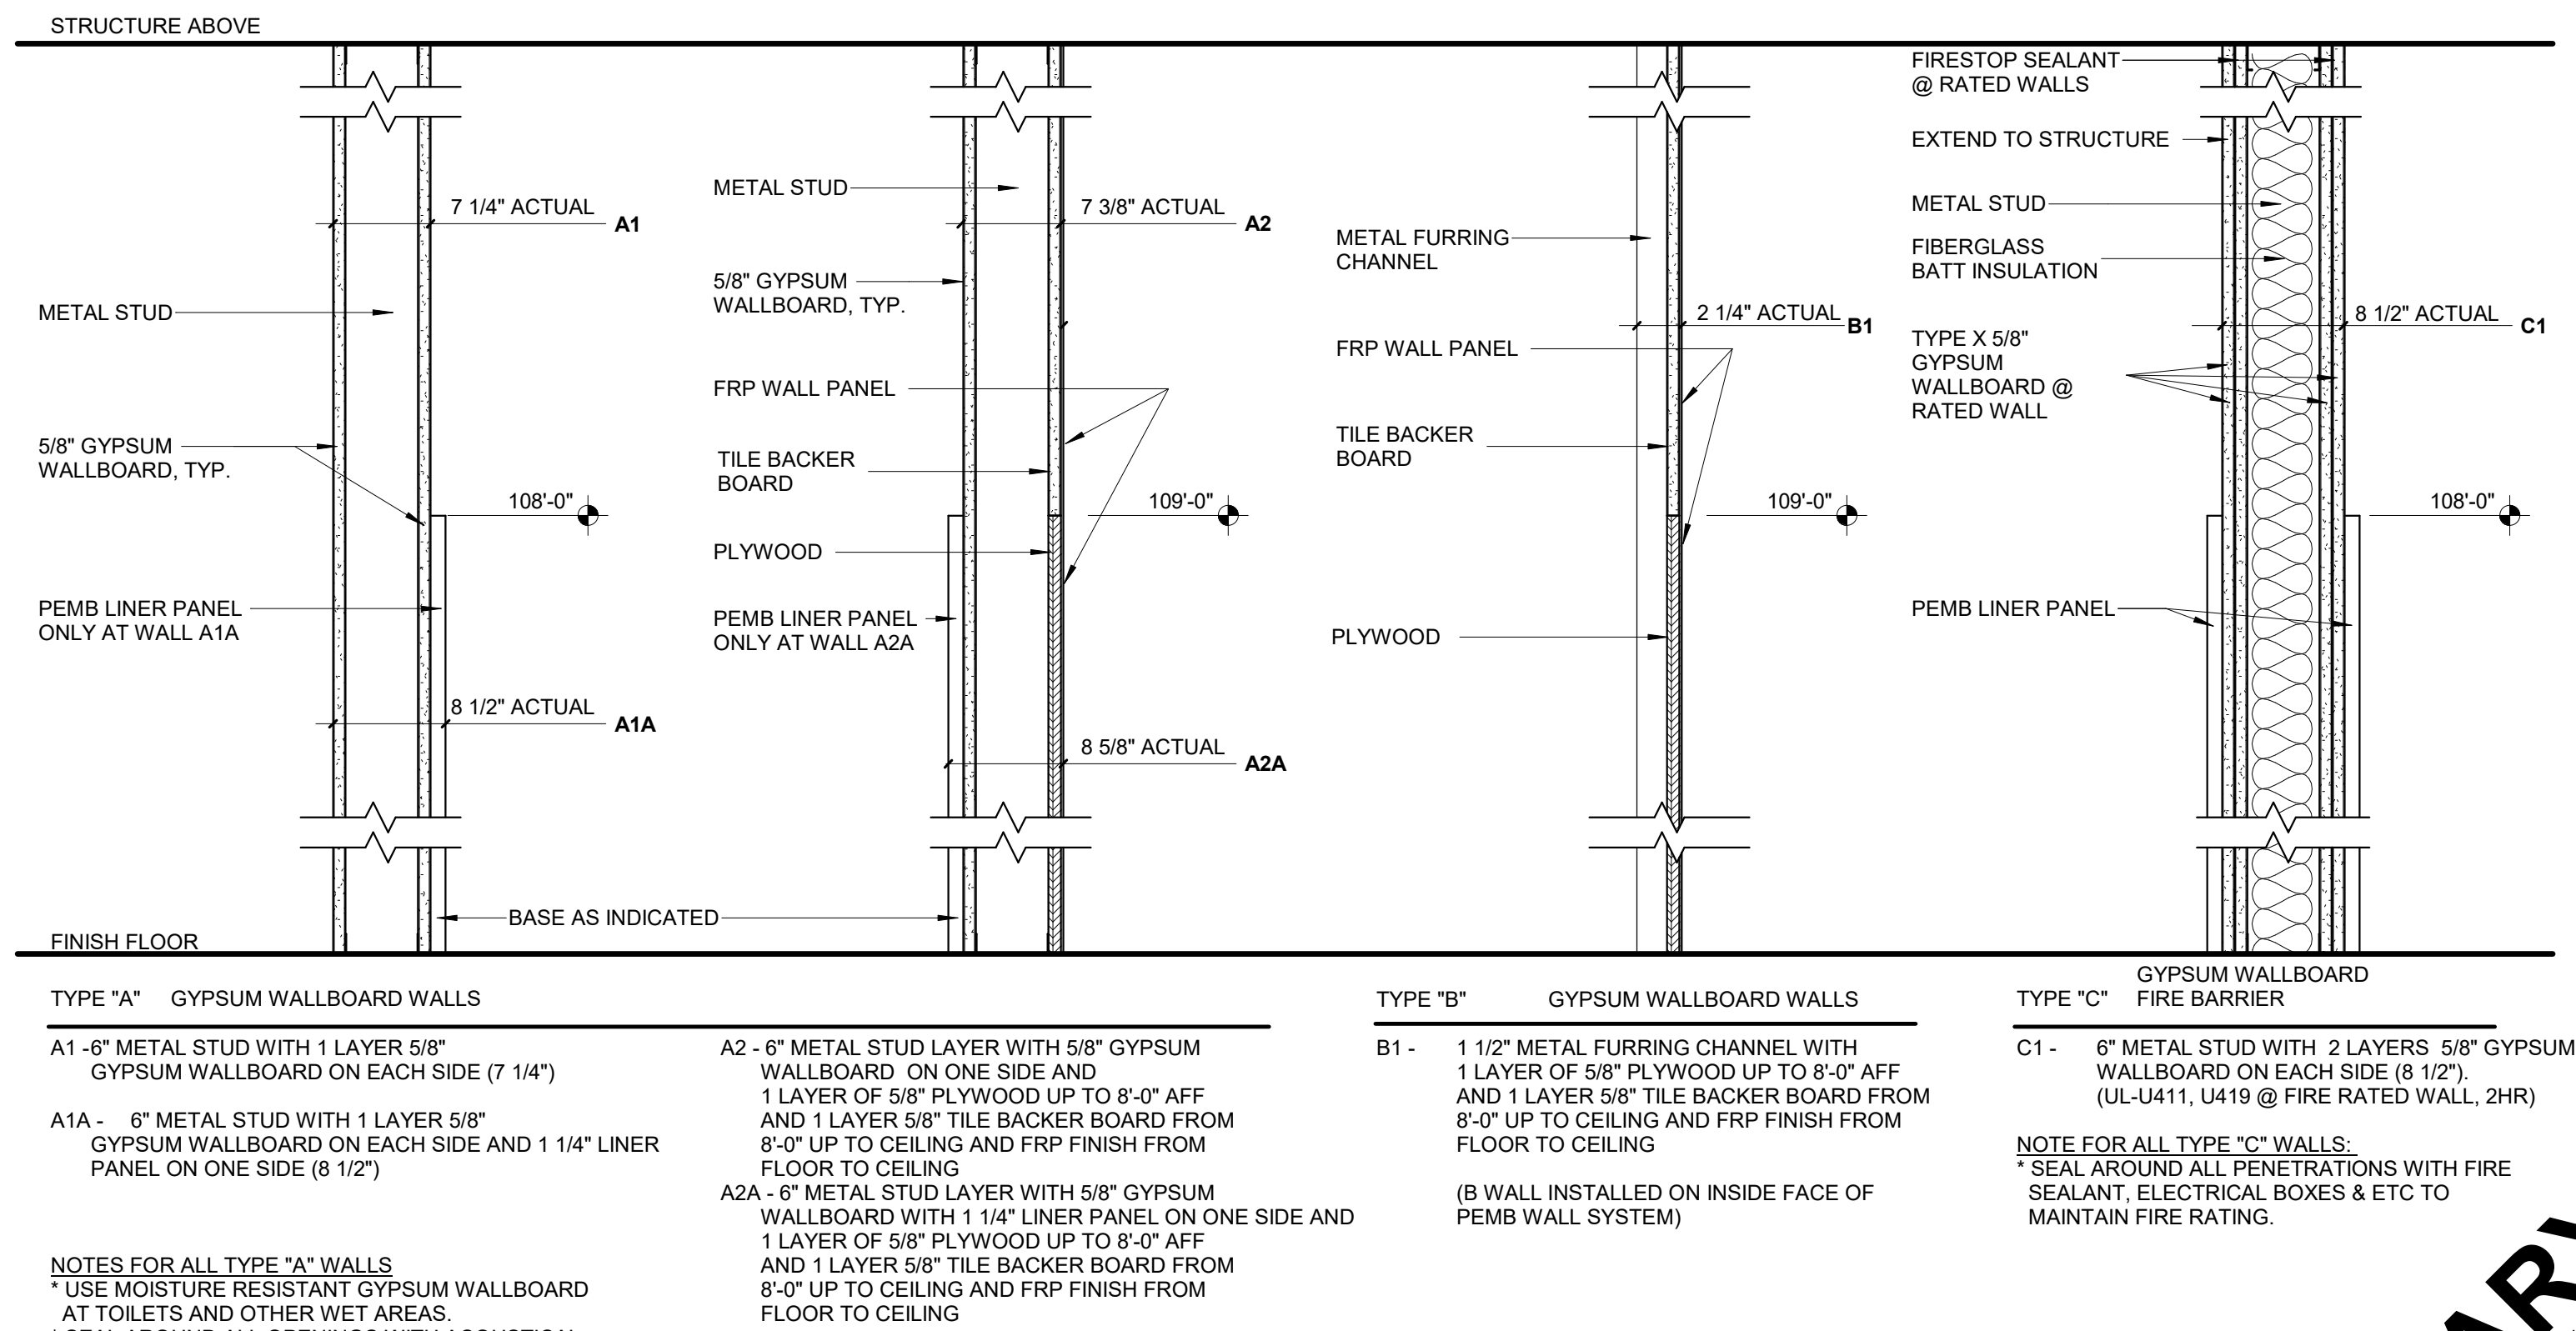 STRUCTURE ABOVE
7 1/4" ACTUAL
A1
METAL STUD
5/8" GYPSUM
WALLBOARD, TYP.
108'-0"
PEMB LINER PANEL
ONLY AT WALL A1A
8 1/2" ACTUAL
A1A
BASE AS INDICATED
FINISH FLOOR
METAL STUD
7 3/8" ACTUAL
A2
5/8" GYPSUM
WALLBOARD, TYP.
FRP WALL PANEL
TILE BACKER
BOARD
109'-0"
PLYWOOD
PEMB LINER PANEL
ONLY AT WALL A2A
8 5/8" ACTUAL
A2A
METAL FURRING
CHANNEL
2 1/4" ACTUAL
B1
FRP WALL PANEL
TILE BACKER
BOARD
109'-0"
PLYWOOD
FIRESTOP SEALANT
@ RATED WALLS
EXTEND TO STRUCTURE
METAL STUD
FIBERGLASS
BATT INSULATION
8 1/2" ACTUAL
C1
TYPE X 5/8"
GYPSUM
WALLBOARD @
RATED WALL
108'-0"
PEMB LINER PANEL
TYPE "A" GYPSUM WALLBOARD WALLS
A1 -6" METAL STUD WITH 1 LAYER 5/8"
GYPSUM WALLBOARD ON EACH SIDE (7 1/4")
A1A - 6" METAL STUD WITH 1 LAYER 5/8"
GYPSUM WALLBOARD ON EACH SIDE AND 1 1/4" LINER
PANEL ON ONE SIDE (8 1/2")
NOTES FOR ALL TYPE "A" WALLS
* USE MOISTURE RESISTANT GYPSUM WALLBOARD
AT TOILETS AND OTHER WET AREAS.
* SEAL AROUND ALL OPENINGS WITH ACOUSTICAL
A2 - 6" METAL STUD LAYER WITH 5/8" GYPSUM
WALLBOARD ON ONE SIDE AND
1 LAYER OF 5/8" PLYWOOD UP TO 8'-0" AFF
AND 1 LAYER 5/8" TILE BACKER BOARD FROM
8'-0" UP TO CEILING AND FRP FINISH FROM
FLOOR TO CEILING
A2A - 6" METAL STUD LAYER WITH 5/8" GYPSUM
WALLBOARD WITH 1 1/4" LINER PANEL ON ONE SIDE AND
1 LAYER OF 5/8" PLYWOOD UP TO 8'-0" AFF
AND 1 LAYER 5/8" TILE BACKER BOARD FROM
8'-0" UP TO CEILING AND FRP FINISH FROM
FLOOR TO CEILING
TYPE "B" GYPSUM WALLBOARD WALLS
B1 - 1 1/2" METAL FURRING CHANNEL WITH
1 LAYER OF 5/8" PLYWOOD UP TO 8'-0" AFF
AND 1 LAYER 5/8" TILE BACKER BOARD FROM
8'-0" UP TO CEILING AND FRP FINISH FROM
FLOOR TO CEILING
(B WALL INSTALLED ON INSIDE FACE OF
PEMB WALL SYSTEM)
GYPSUM WALLBOARD
TYPE "C" FIRE BARRIER
C1 - 6" METAL STUD WITH 2 LAYERS 5/8" GYPSUM
WALLBOARD ON EACH SIDE (8 1/2").
(UL-U411, U419 @ FIRE RATED WALL, 2HR)
NOTE FOR ALL TYPE "C" WALLS:
* SEAL AROUND ALL PENETRATIONS WITH FIRE
SEALANT, ELECTRICAL BOXES & ETC TO
MAINTAIN FIRE RATING.